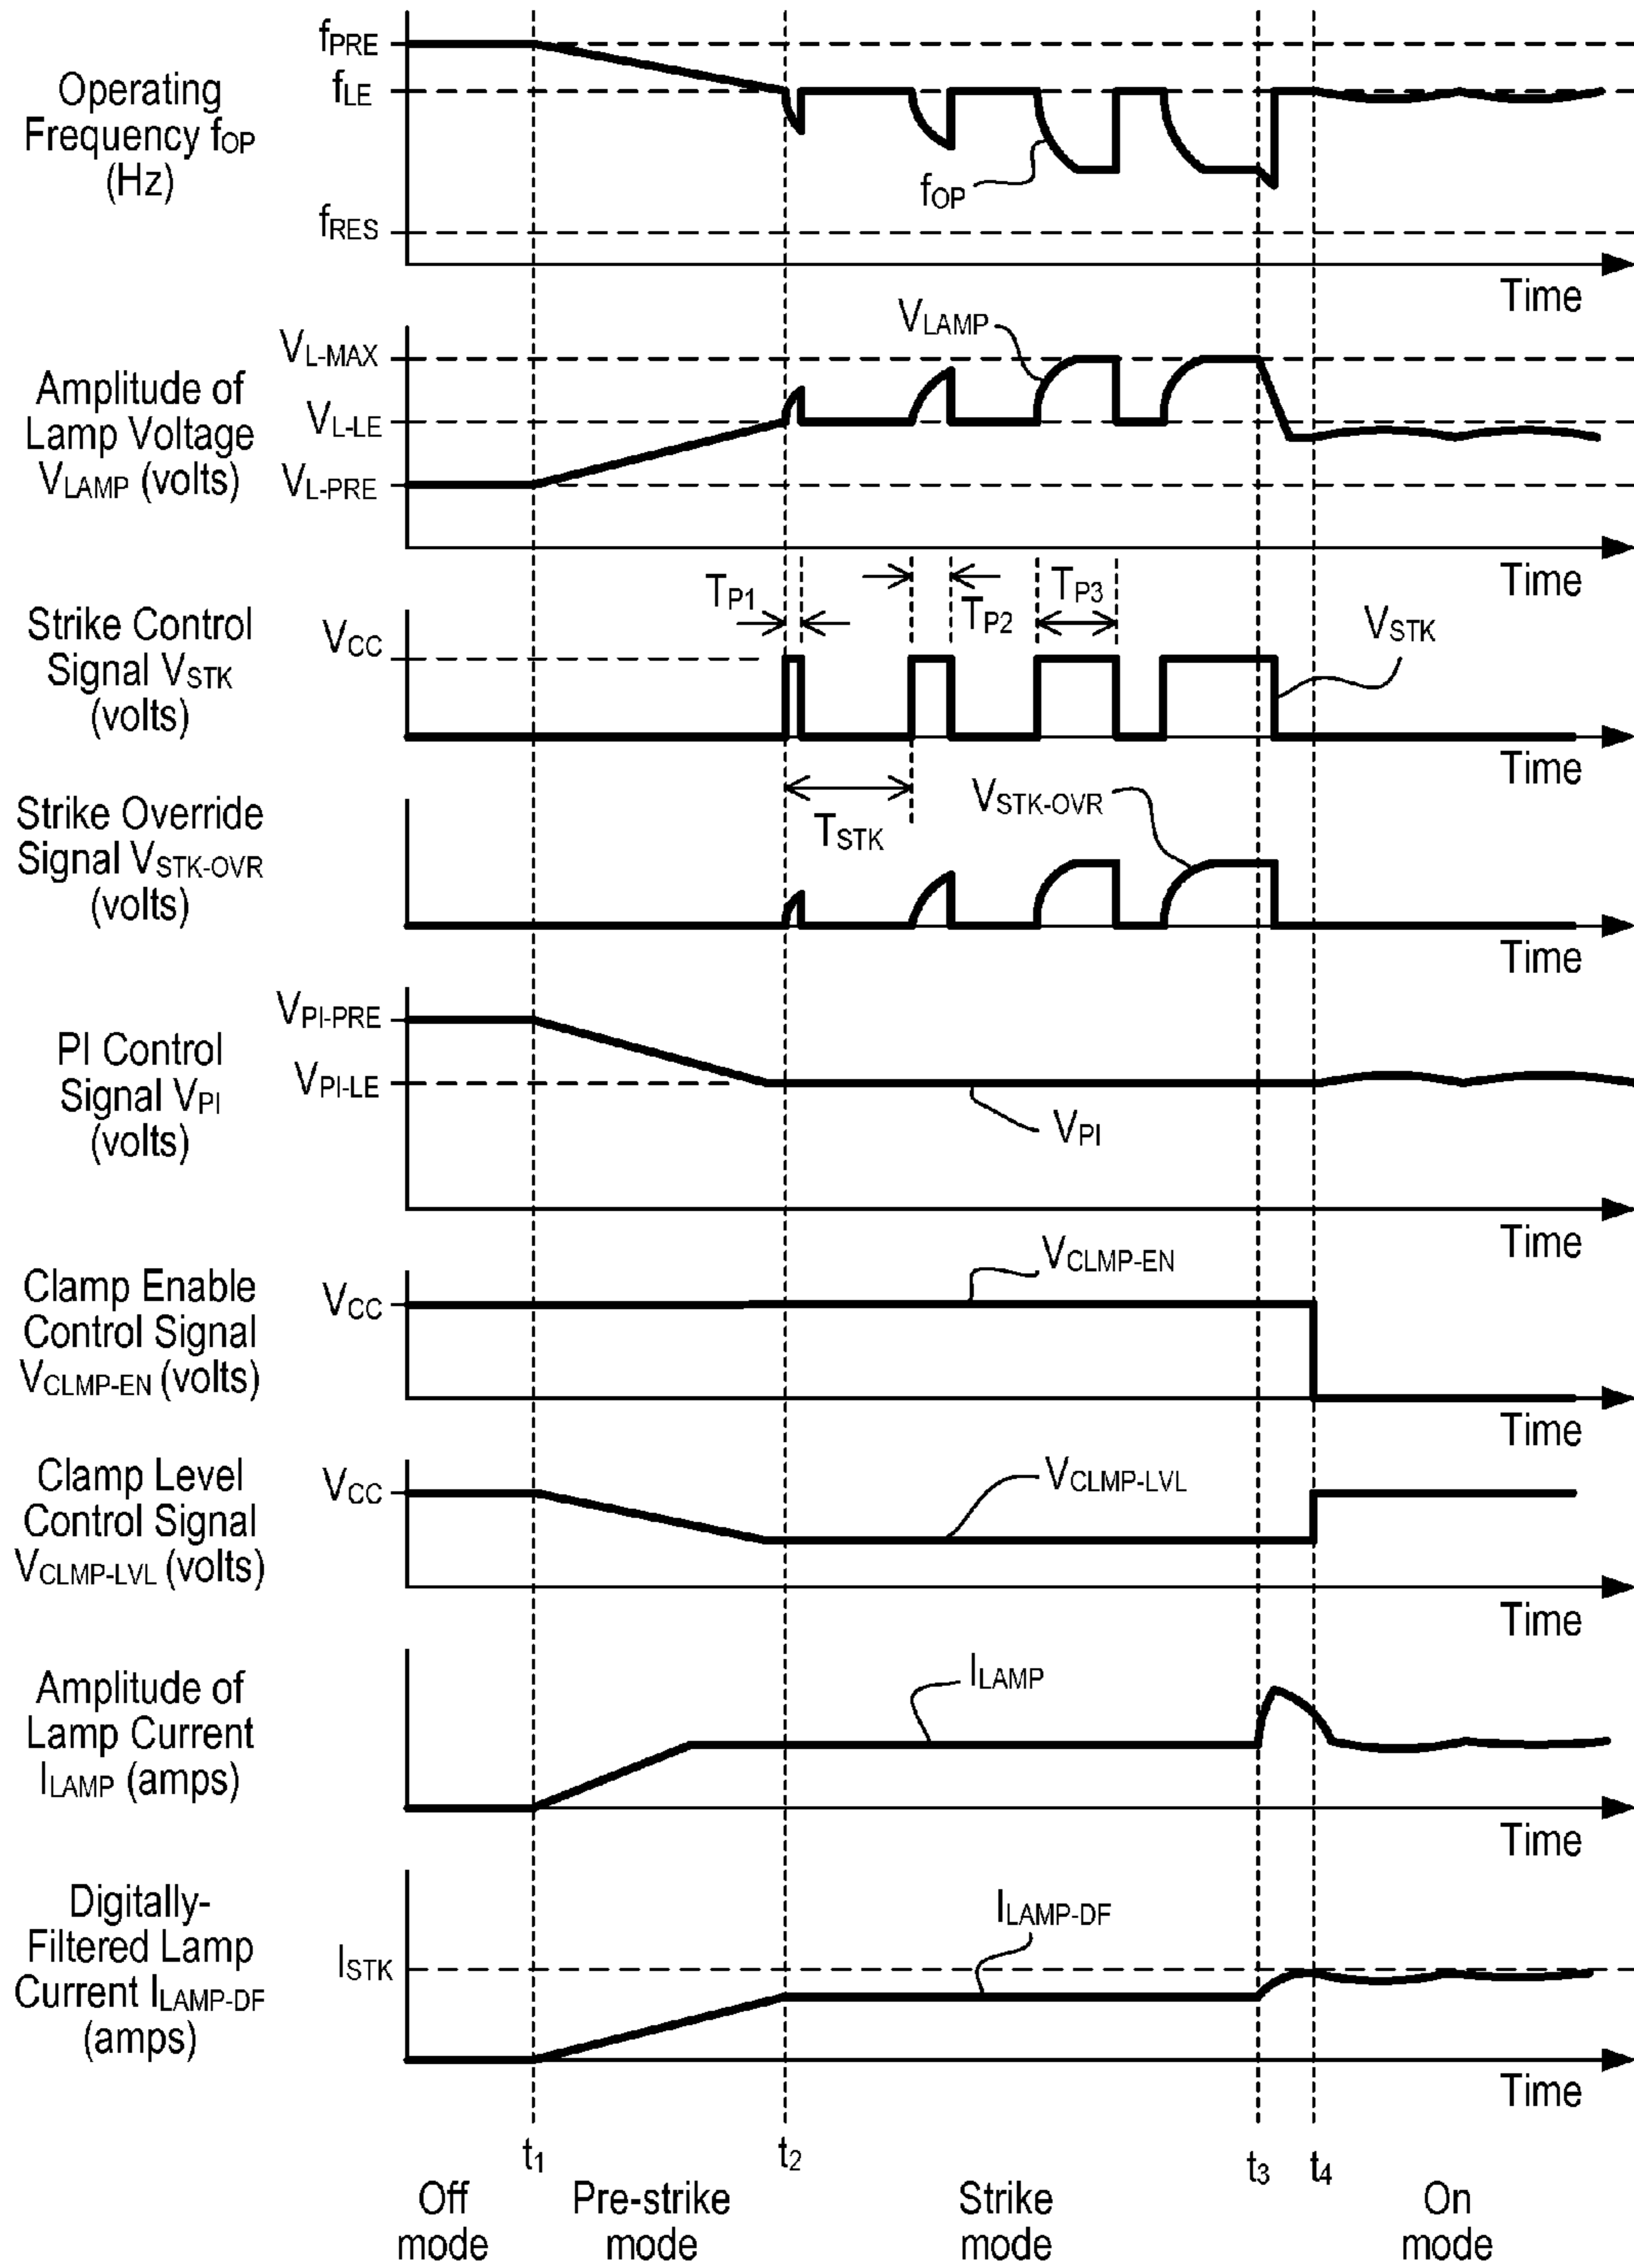 Operating
Frequency fOP
(Hz)
fPRE
fLE
fRES
fOP
Time
Amplitude of
Lamp Voltage
VLAMP (volts)
VL-MAX
VL-LE
VL-PRE
VLAMP
Time
Strike Control
Signal VSTK
(volts)
VCC
TP1
TP2
TP3
VSTK
Time
TSTK
Strike Override
Signal VSTK-OVR
(volts)
VSTK-OVR
Time
PI Control
Signal VPI
(volts)
VPI-PRE
VPI-LE
VPI
Time
Clamp Enable
Control Signal
VCLMP-EN (volts)
VCC
VCLMP-EN
Time
Clamp Level
Control Signal
VCLMP-LVL (volts)
VCC
VCLMP-LVL
Time
Amplitude of
Lamp Current
ILAMP (amps)
ILAMP
Time
Digitally-
Filtered Lamp
Current ILAMP-DF
(amps)
ISTK
ILAMP-DF
Time
t1 t2 t3 t4
Off
mode
Pre-strike
mode
Strike
mode
On
mode